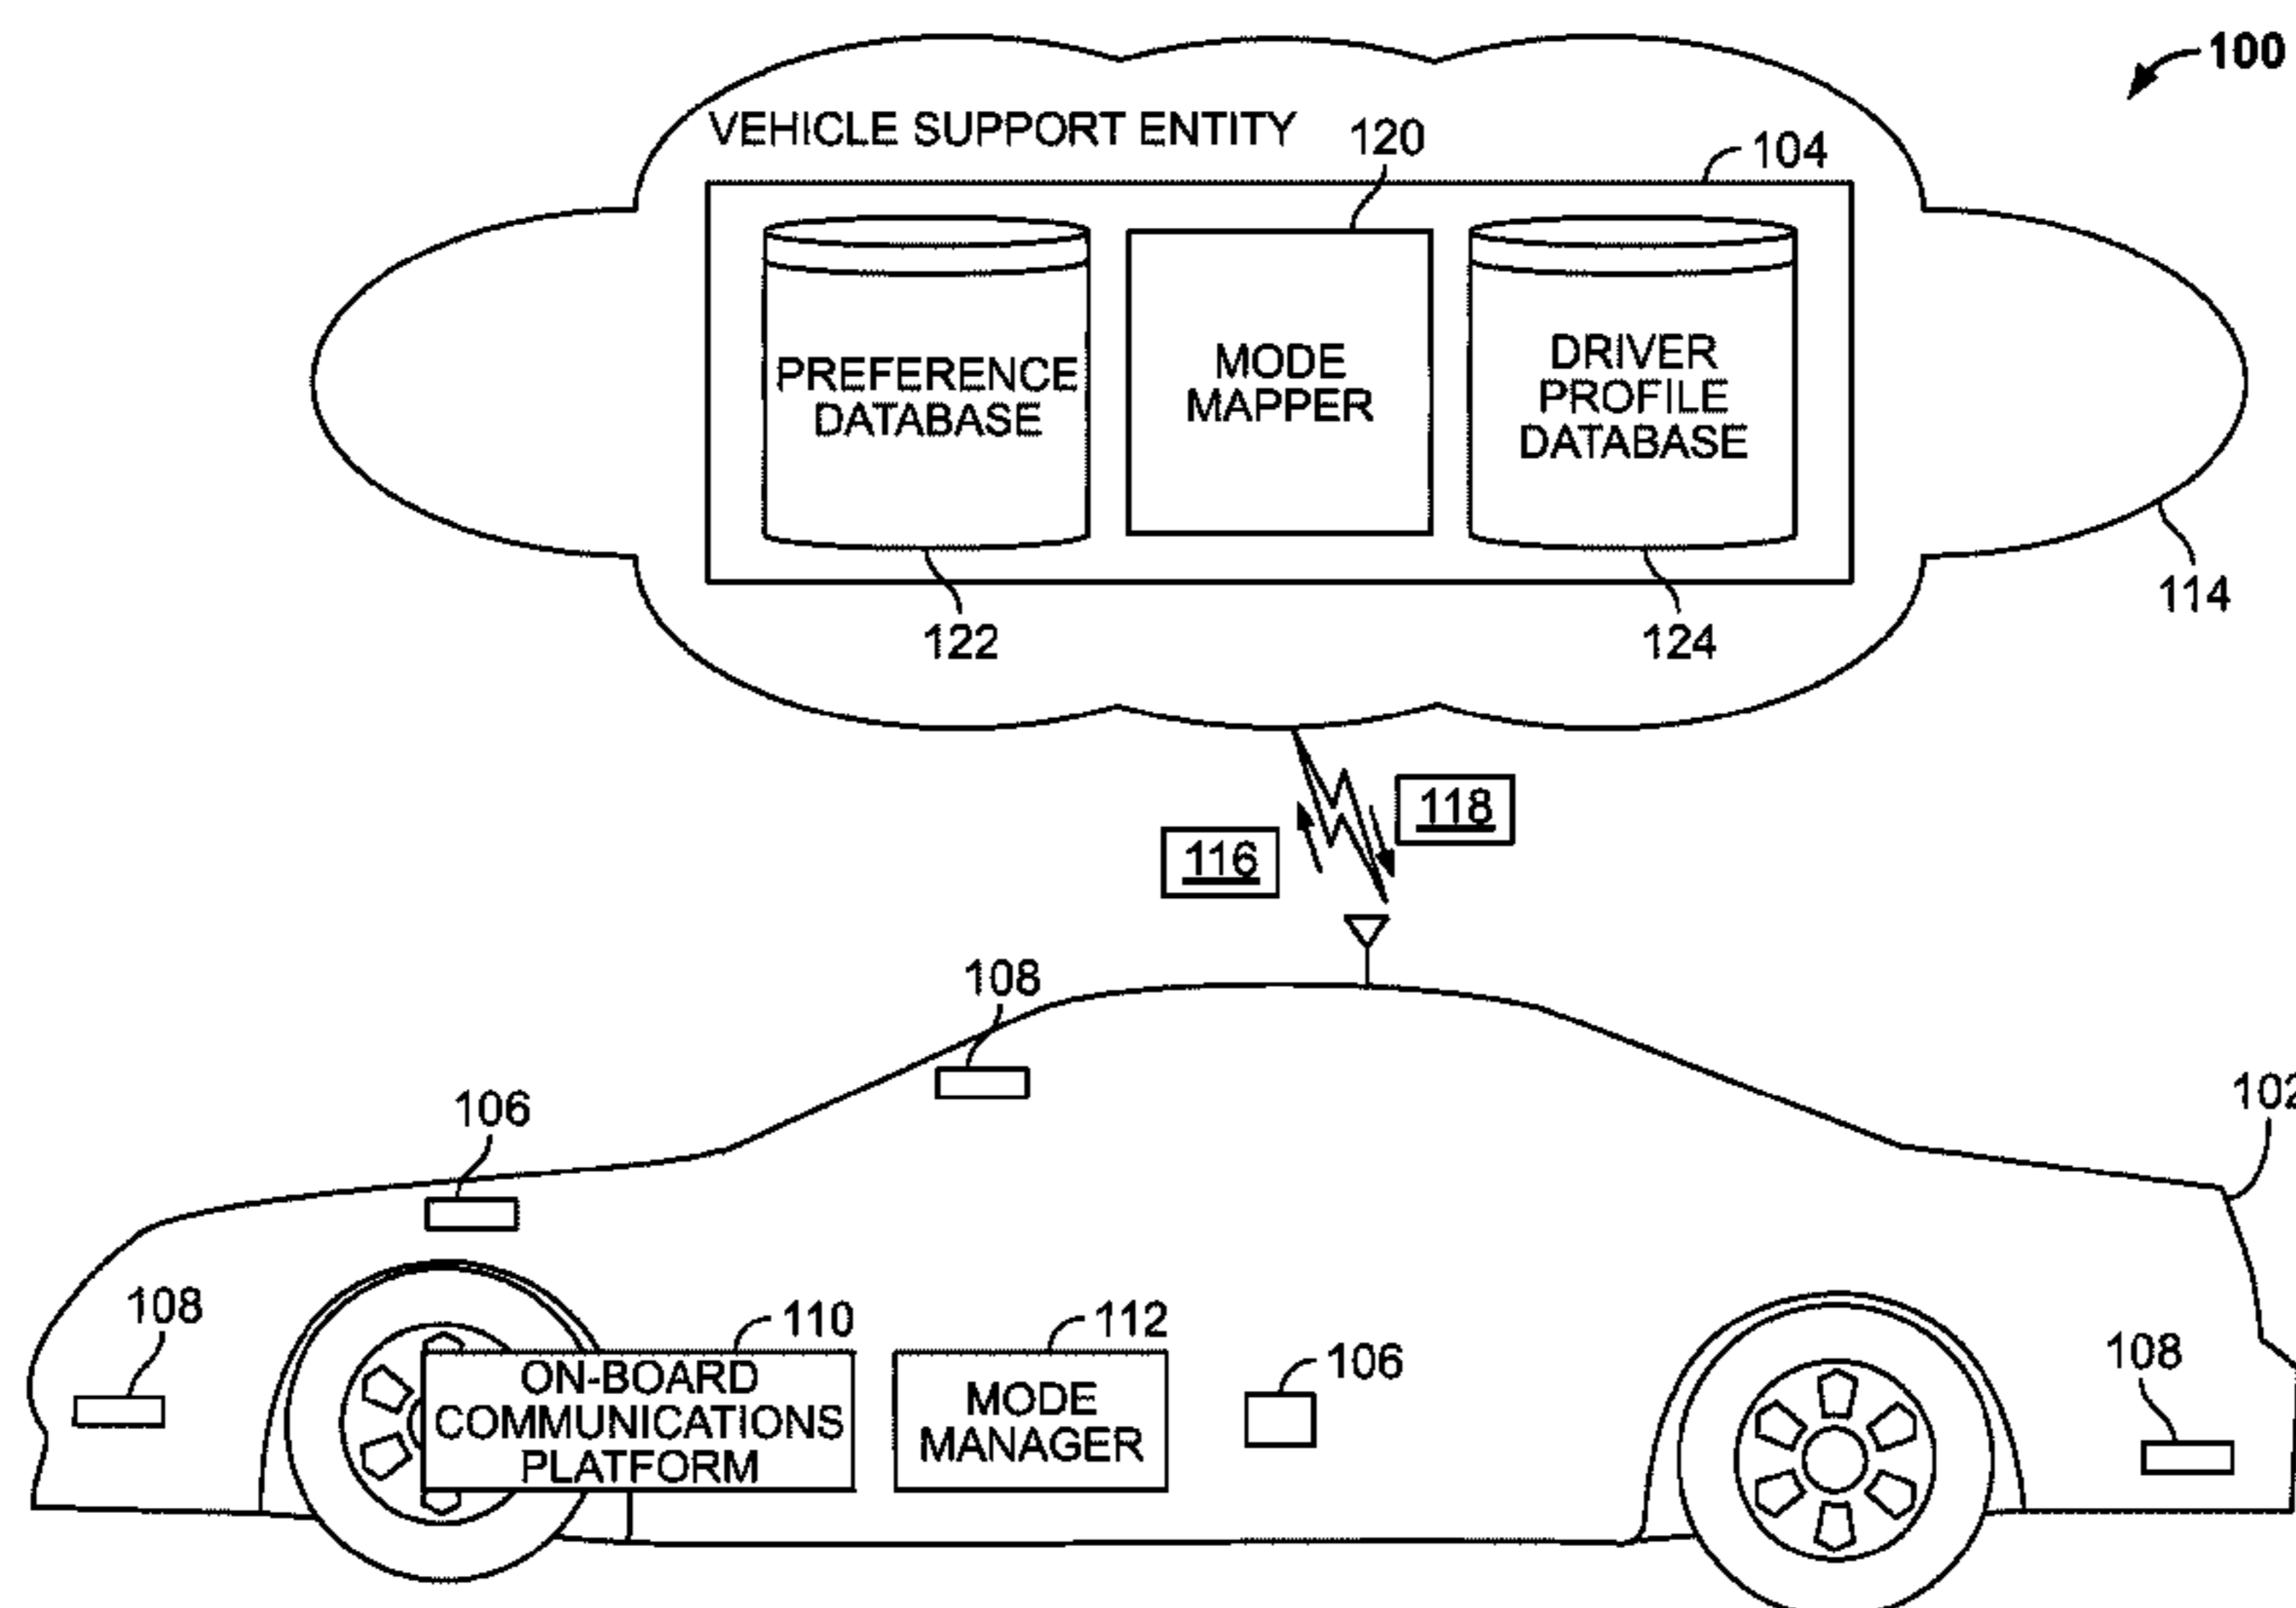 100
VEHICLE SUPPORT ENTITY
120
104
PREFERENCE
DATABASE
MODE
MAPPER
DRIVER
PROFILE
DATABASE
114
122
124
118
116
108
102
106
108
110
112
106
108
ON-BOARD
COMMUNICATIONS
PLATFORM
MODE
MANAGER